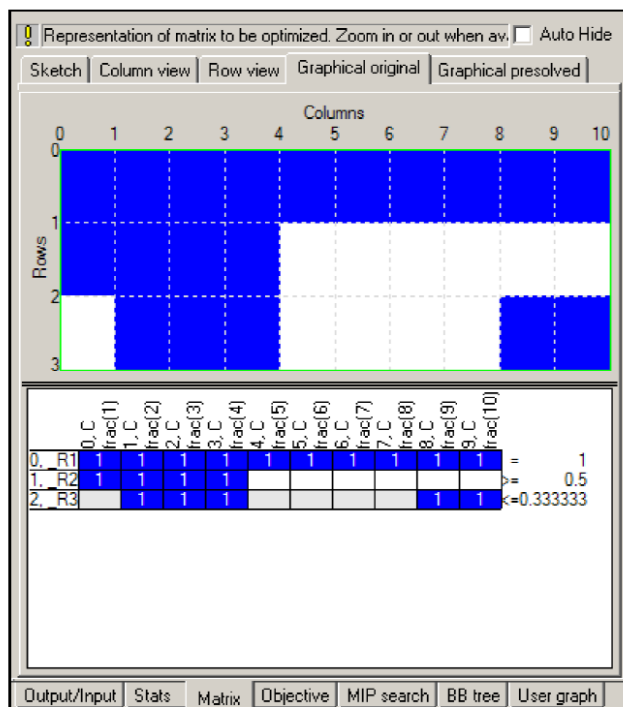 Representation of matrix to be optimized. Zoom in or out when av. Auto Hide
Sketch Column view Row view Graphical original Graphical presolved
Columns
0 1 2 3 4 5 6 7 8 9 10
0
1
Rows
2
3
0, C frac(1) 1, C frac(2) 2, C frac(3) 3, C frac(4) 4, C frac(5) 5, C frac(6) 6, C frac(7) 7, C frac(8) 8, C frac(9) 9, C frac(10)
0, _R1 1 1 1 1 1 1 1 1 1 1 = 1
1, _R2 1 1 1 1 >= 0.5
2, _R3 1 1 1 1 1 <=0.333333
Output/Input Stats Matrix Objective MIP search BB tree User graph